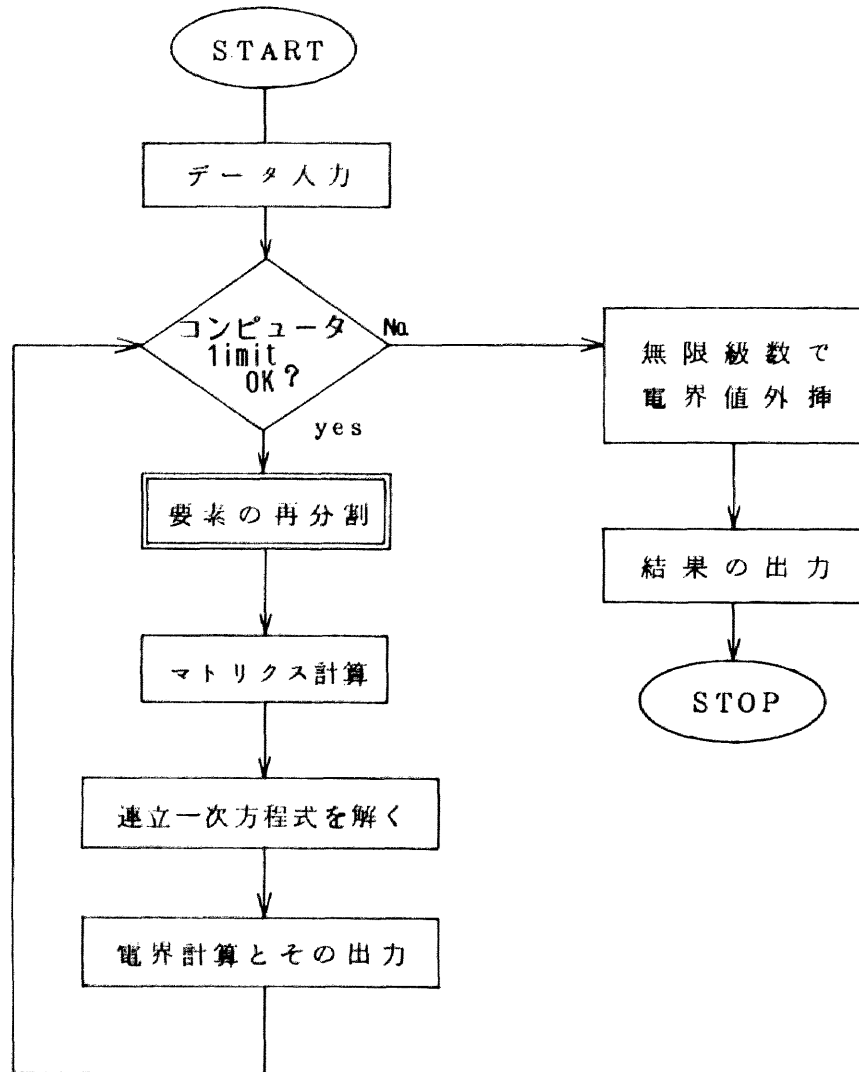 START
データ入力
コンピュータ
limit
OK?
No.
yes
要素の再分割
マトリクス計算
連立一次方程式を解く
電界計算とその出力
無限級数で
電界値外挿
結果の出力
STOP